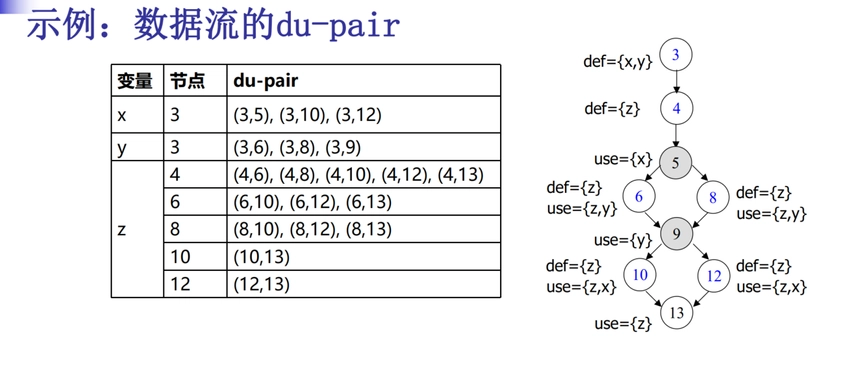 示例：数据流的du-pair
变量 节点 du-pair
x 3 (3,5), (3,10), (3,12)
y 3 (3,6), (3,8), (3,9)
z 4 (4,6), (4,8), (4,10), (4,12), (4,13)
6 (6,10), (6,12), (6,13)
8 (8,10), (8,12), (8,13)
10 (10,13)
12 (12,13)
def={x,y} 3
def={z} 4
use={x} 5
def={z}
use={z,y}
6
8
def={z}
use={z,y}
use={y} 9
def={z}
use={z,x}
10
12
def={z}
use={z,x}
use={z} 13